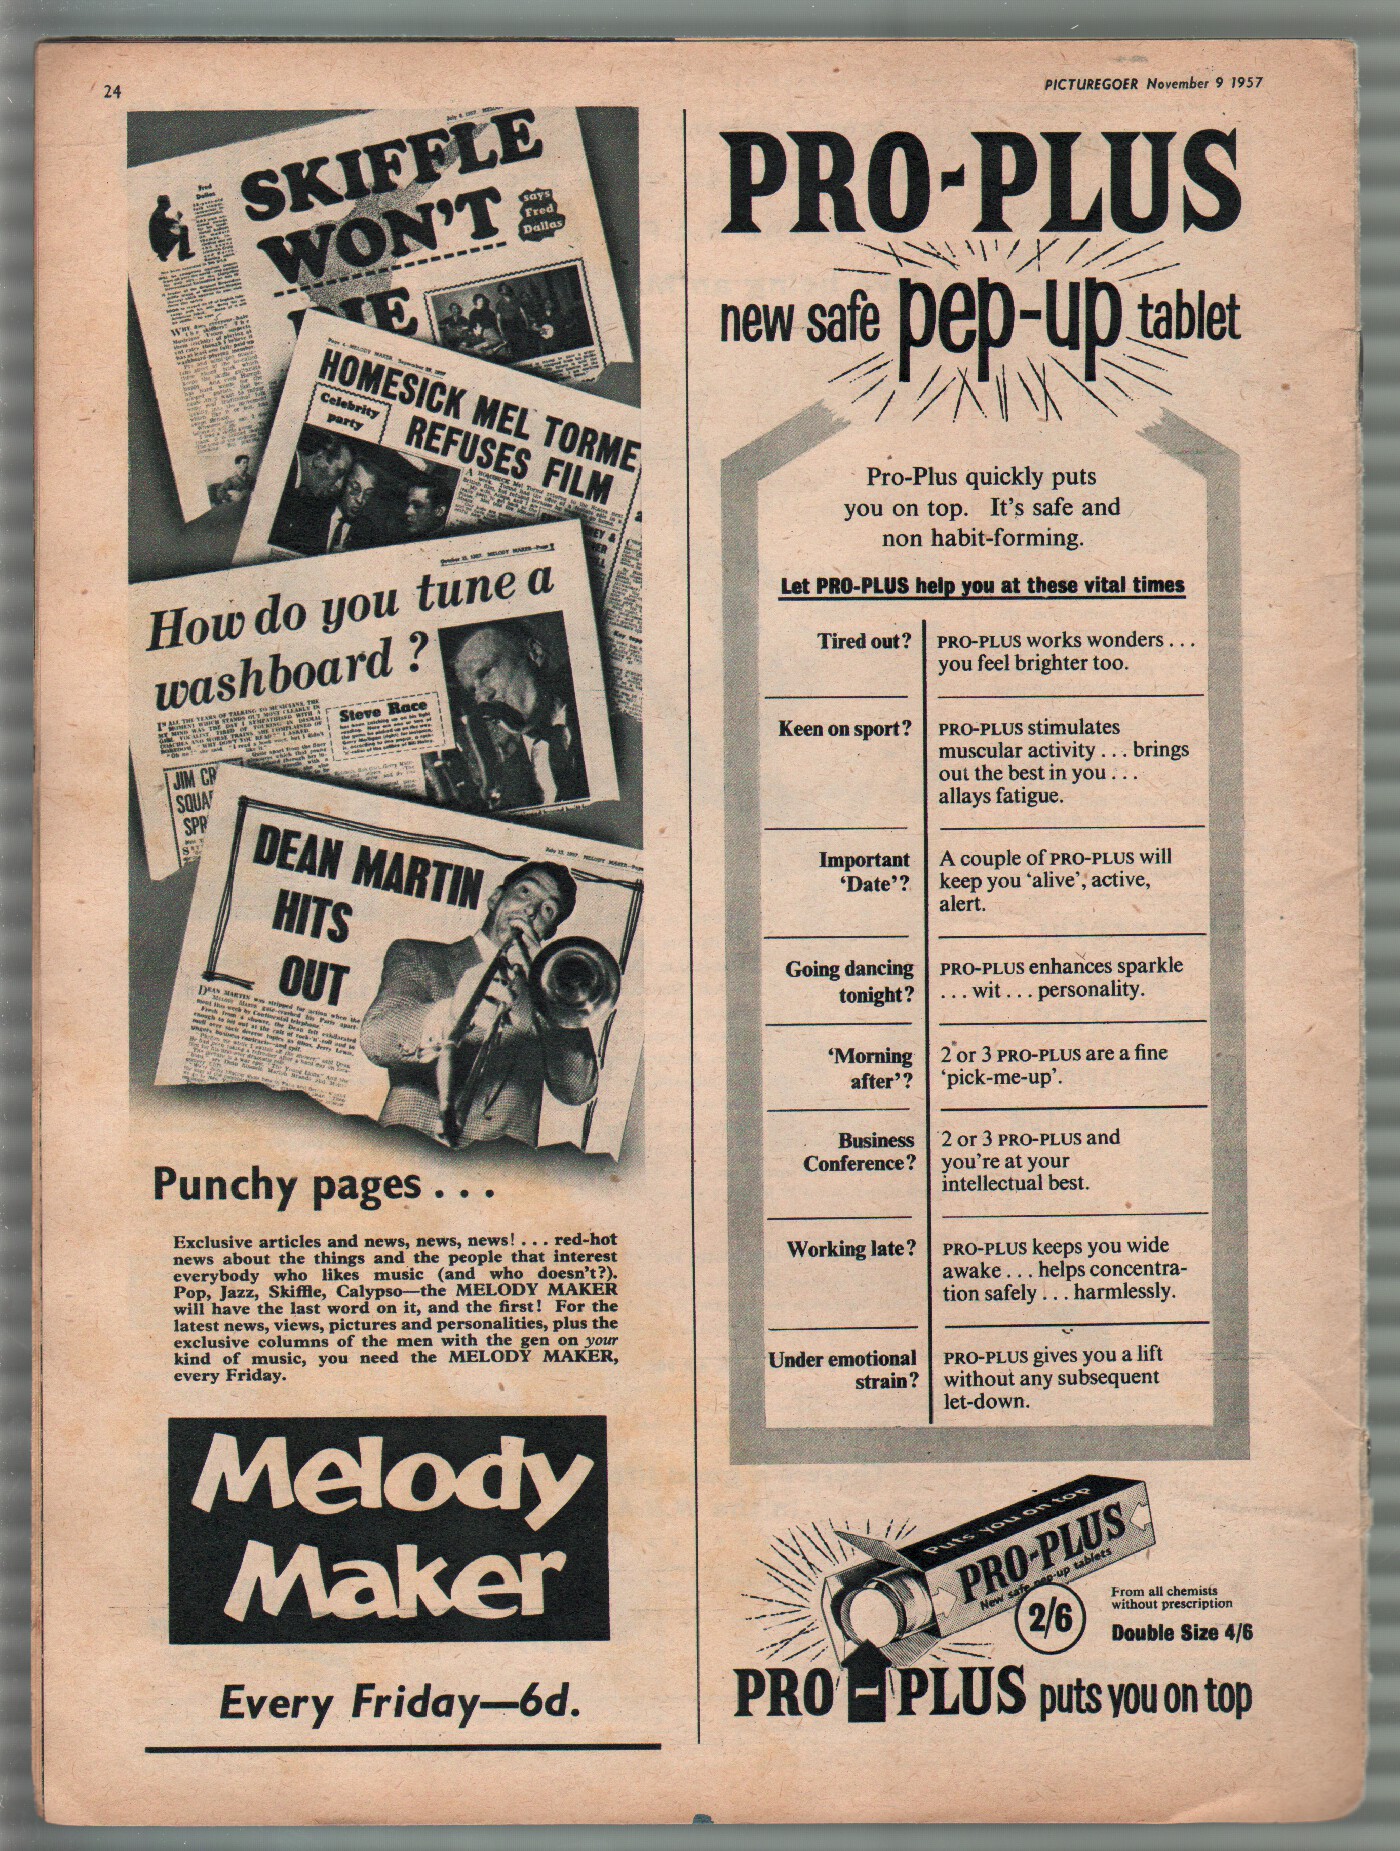 24
PICTUREGOER November 9 1957
SKIFFLE
WON'T
DIE
says
Fred
Dallas
Fred
Dallas
HOMESICK MEL TORME
REFUSES FILM
Celebrity
party
How do you tune a
washboard ?
Steve Race
JIM CR
SQUA
SPR
DEAN MARTIN
HITS
OUT
Punchy pages . . .
Exclusive articles and news, news, news! . . . red-hot
news about the things and the people that interest
everybody who likes music (and who doesn't?).
Pop, Jazz, Skiffle, Calypso—the MELODY MAKER
will have the last word on it, and the first! For the
latest news, views, pictures and personalities, plus the
exclusive columns of the men with the gen on your
kind of music, you need the MELODY MAKER,
every Friday.
Melody
Maker
Every Friday—6d.
PRO-PLUS
new safe pep-up tablet
Pro-Plus quickly puts
you on top. It's safe and
non habit-forming.
Let PRO-PLUS help you at these vital times
Tired out?
PRO-PLUS works wonders . . .
you feel brighter too.
Keen on sport?
PRO-PLUS stimulates
muscular activity . . . brings
out the best in you . . .
allays fatigue.
Important
'Date'?
A couple of PRO-PLUS will
keep you 'alive', active,
alert.
Going dancing
tonight?
PRO-PLUS enhances sparkle
. . . wit . . . personality.
'Morning
after'?
2 or 3 PRO-PLUS are a fine
'pick-me-up'.
Business
Conference?
2 or 3 PRO-PLUS and
you're at your
intellectual best.
Working late?
PRO-PLUS keeps you wide
awake . . . helps concentra-
tion safely . . . harmlessly.
Under emotional
strain?
PRO-PLUS gives you a lift
without any subsequent
let-down.
Puts you on top
PRO-PLUS
New safe pep-up tablets
2/6
From all chemists
without prescription
Double Size 4/6
PRO-PLUS puts you on top